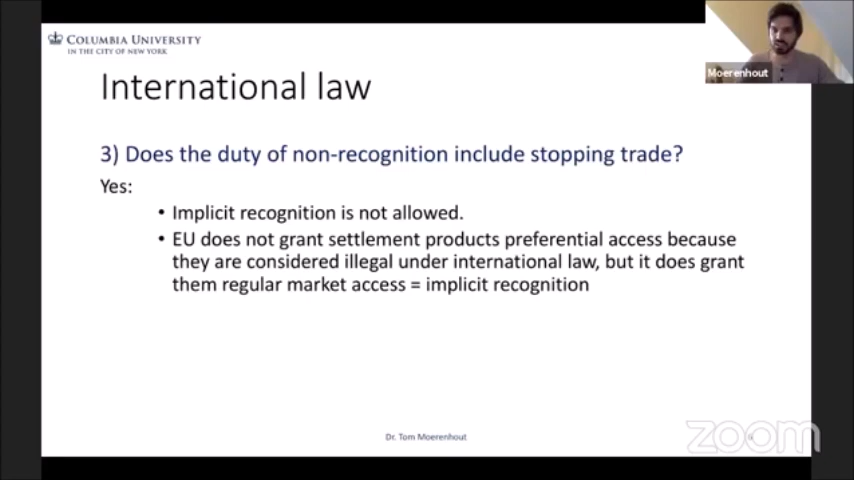 COLUMBIA UNIVERSITY
IN THE CITY OF NEW YORK
Moerenhout
International law
3) Does the duty of non-recognition include stopping trade?
Yes:
• Implicit recognition is not allowed.
• EU does not grant settlement products preferential access because
they are considered illegal under international law, but it does grant
them regular market access = implicit recognition
Dr. Tom Moerenhout
zoom